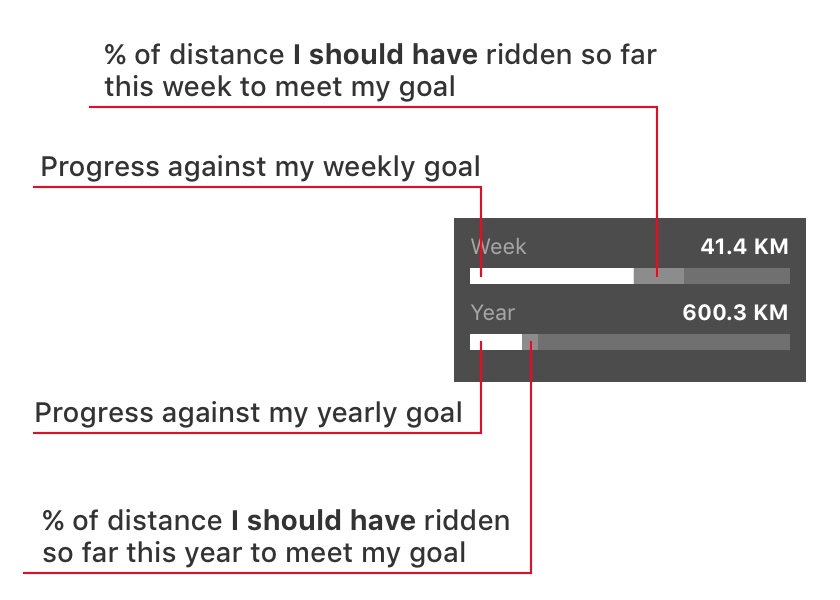 % of distance I should have ridden so far
this week to meet my goal
Progress against my weekly goal
Week 41.4 KM
Year 600.3 KM
Progress against my yearly goal
% of distance I should have ridden
so far this year to meet my goal